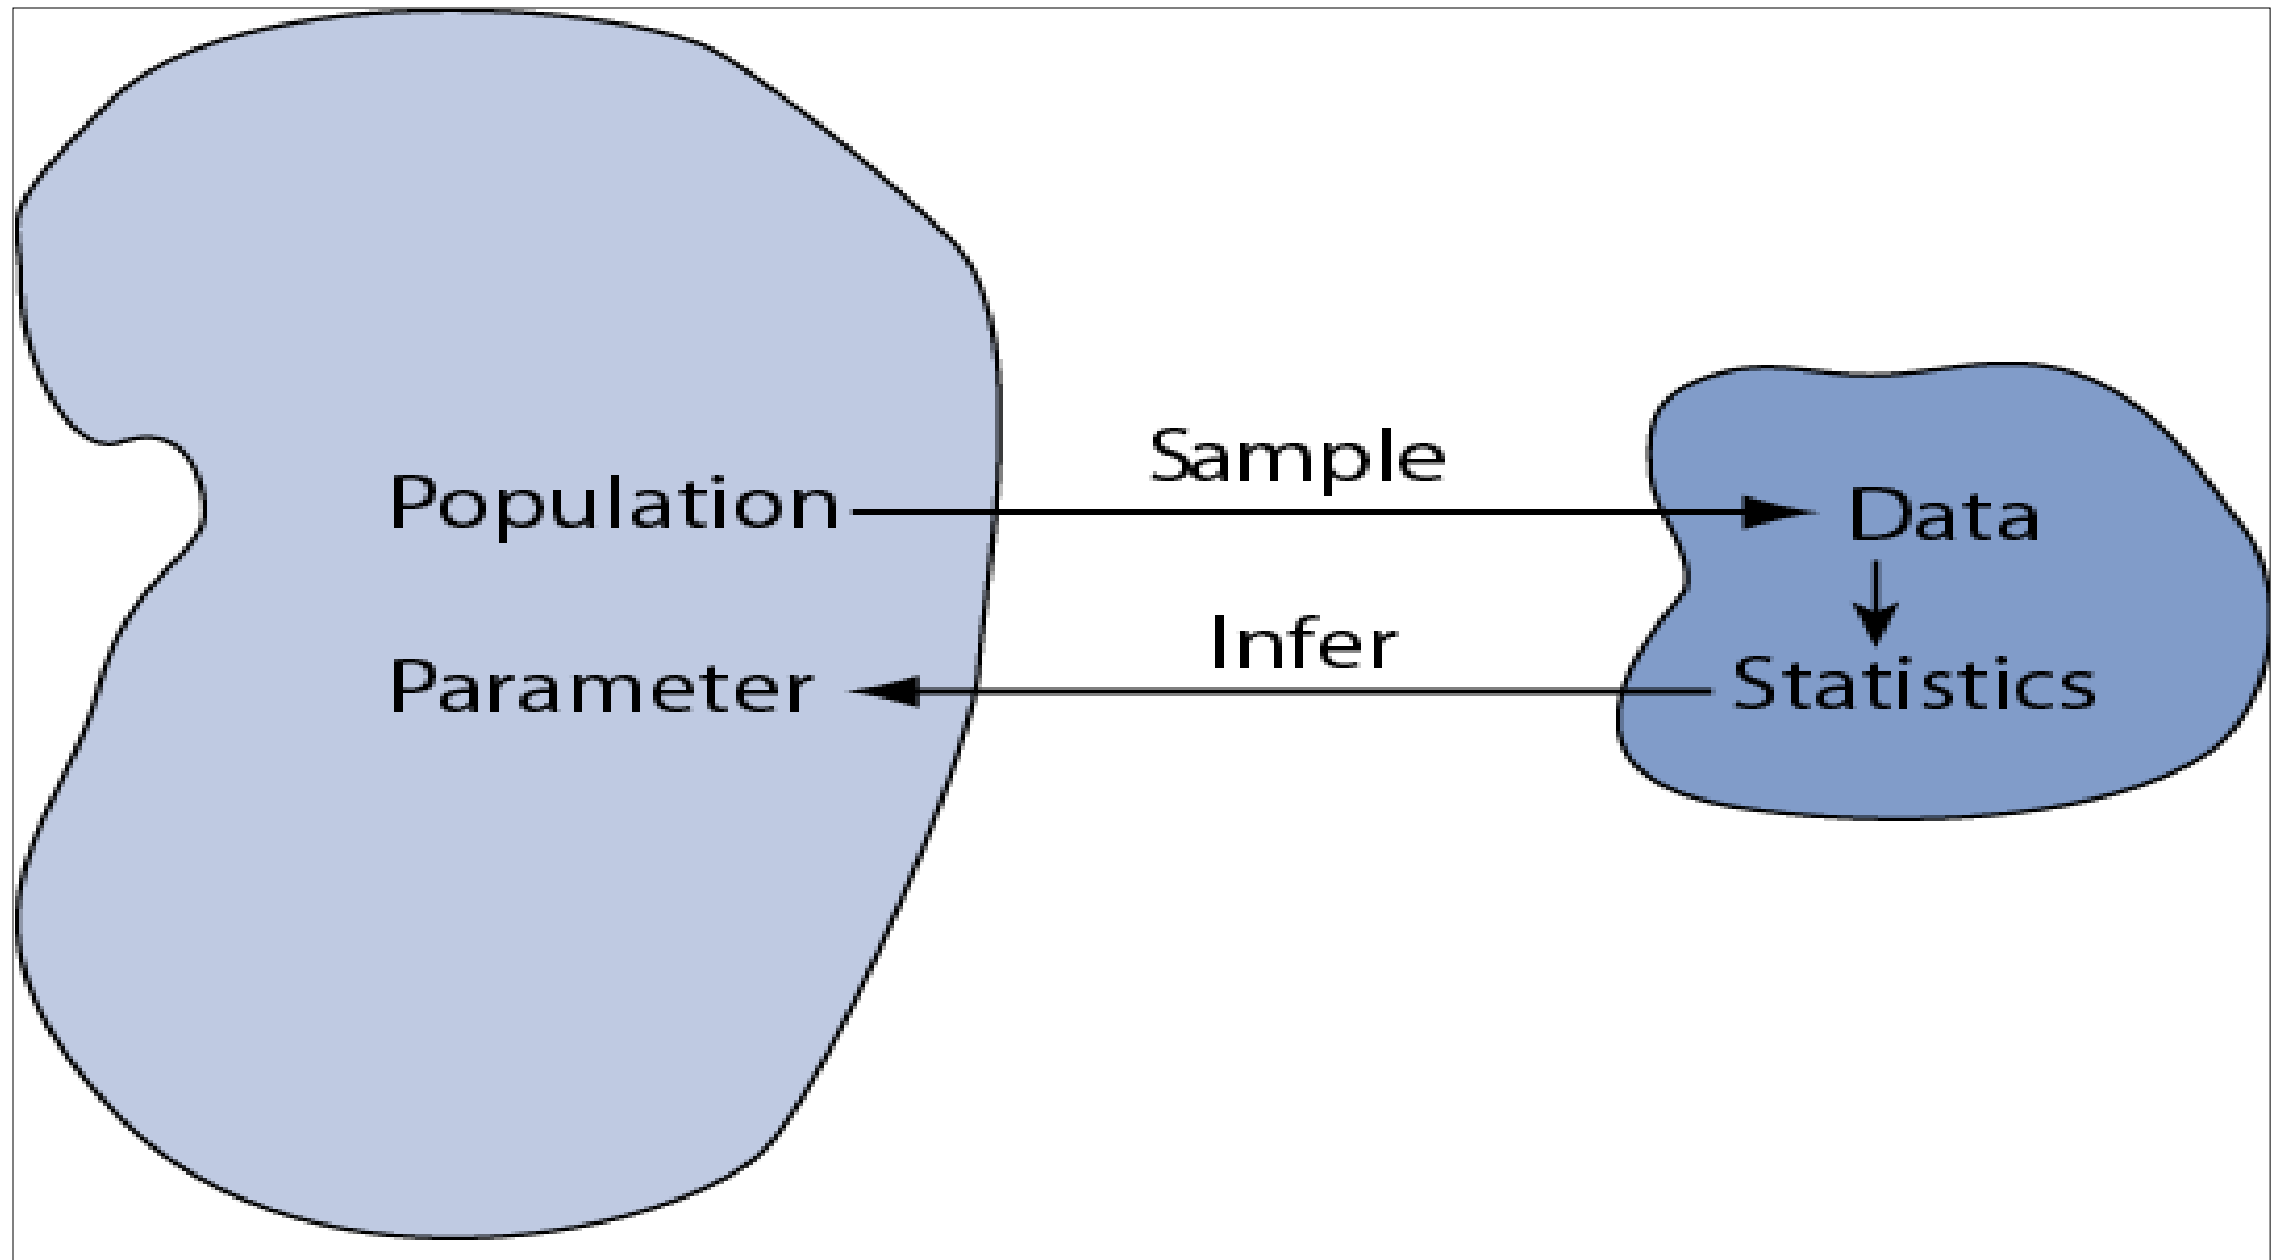 Sample
Population
Data
Infer
Parameter
Statistics